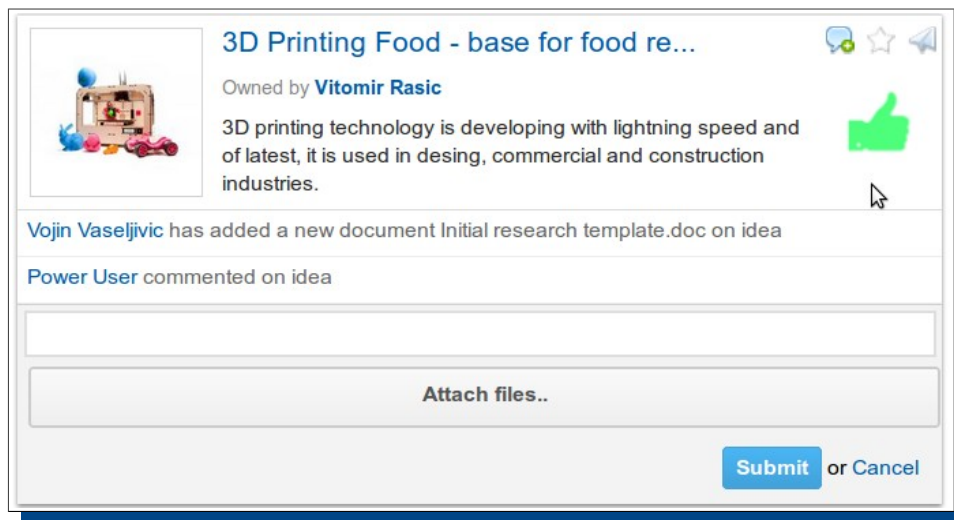 3D Printing Food - base for food re...
Owned by Vitomir Rasic
3D printing technology is developing with lightning speed and
of latest, it is used in desing, commercial and construction
industries.
Vojin Vaseljivic has added a new document Initial research template.doc on idea
Power User commented on idea
Attach files..
Submit or Cancel